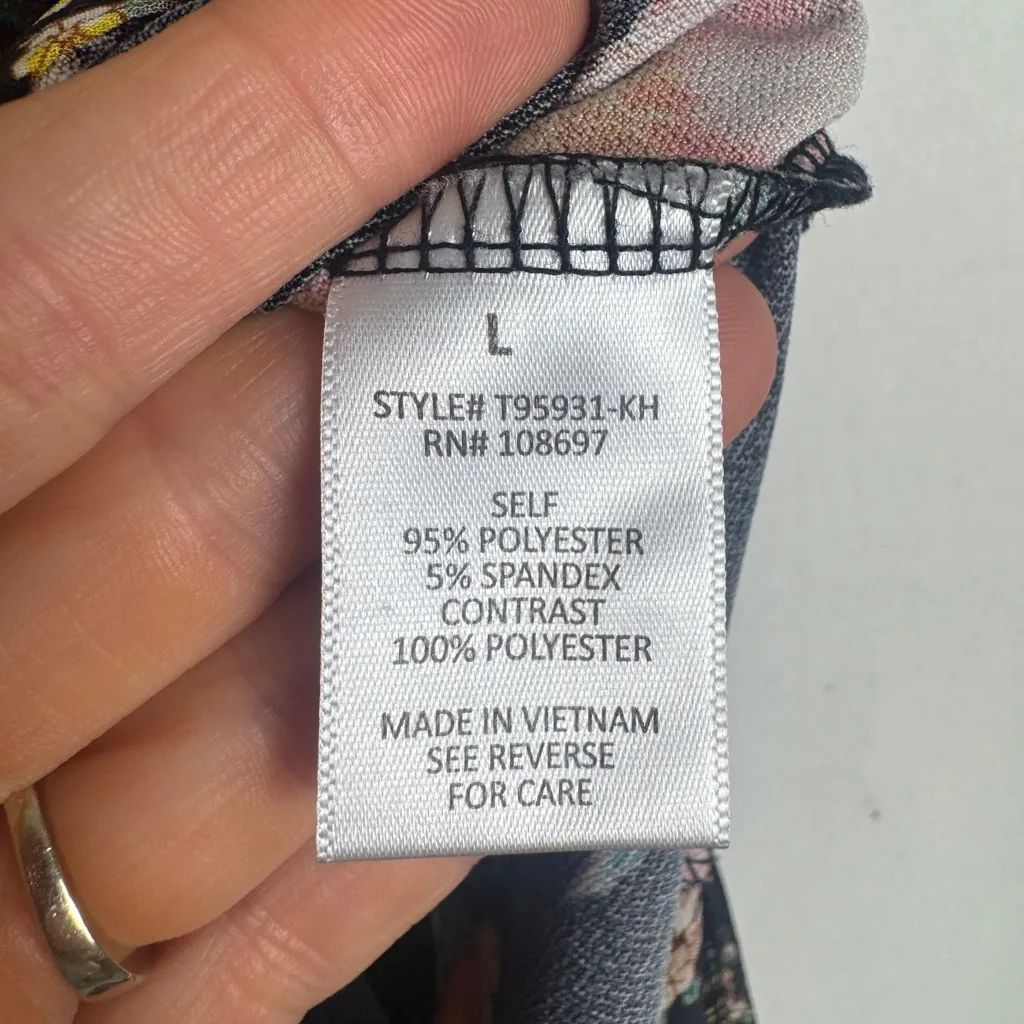 L
STYLE# T95931-KH
RN# 108697
SELF
95% POLYESTER
5% SPANDEX
CONTRAST
100% POLYESTER
MADE IN VIETNAM
SEE REVERSE
FOR CARE